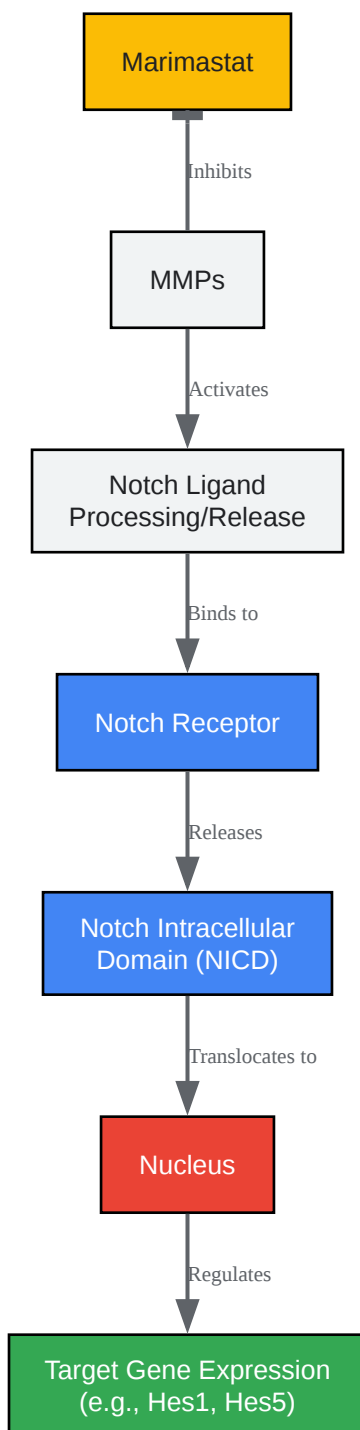 Marimastat
Inhibits
MMPs
Activates
Notch Ligand
Processing/Release
Binds to
Notch Receptor
Releases
Notch Intracellular
Domain (NICD)
Translocates to
Nucleus
Regulates
Target Gene Expression
(e.g., Hes1, Hes5)